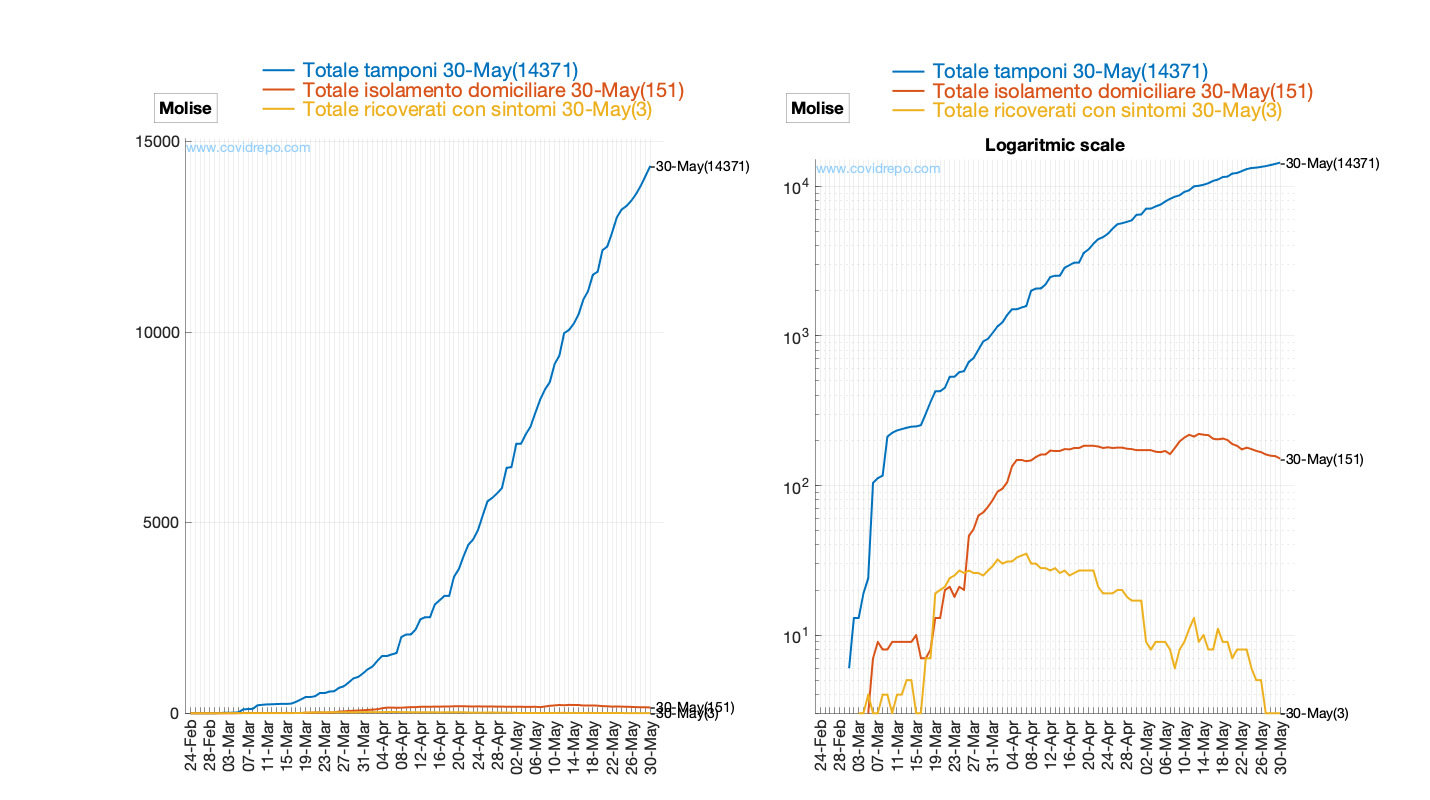 Totale tamponi 30-May(14371)
Totale isolamento domiciliare 30-May(151)
Totale ricoverati con sintomi 30-May(3)
Molise
15000
www.covidrepo.com
30-May(14371)
10000
5000
0
30-May(151)
30-May(3)
24-Feb
28-Feb
03-Mar
07-Mar
11-Mar
15-Mar
19-Mar
23-Mar
27-Mar
31-Mar
04-Apr
08-Apr
12-Apr
16-Apr
20-Apr
24-Apr
28-Apr
02-May
06-May
10-May
14-May
18-May
22-May
26-May
30-May
Totale tamponi 30-May(14371)
Totale isolamento domiciliare 30-May(151)
Totale ricoverati con sintomi 30-May(3)
Molise
Logaritmic scale
www.covidrepo.com
30-May(14371)
10^4
10^3
10^2
30-May(151)
10^1
30-May(3)
24-Feb
28-Feb
03-Mar
07-Mar
11-Mar
15-Mar
19-Mar
23-Mar
27-Mar
31-Mar
04-Apr
08-Apr
12-Apr
16-Apr
20-Apr
24-Apr
28-Apr
02-May
06-May
10-May
14-May
18-May
22-May
26-May
30-May